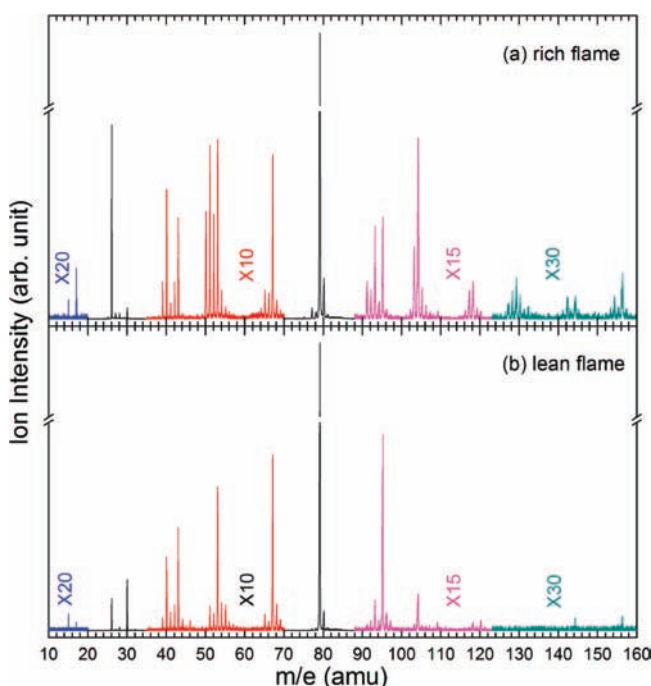 (a) rich flame
X20
X10
X15
X30
(b) lean flame
X20
X10
X15
X30
Ion Intensity (arb. unit)
10 20 30 40 50 60 70 80 90 100 110 120 130 140 150 160
m/e (amu)